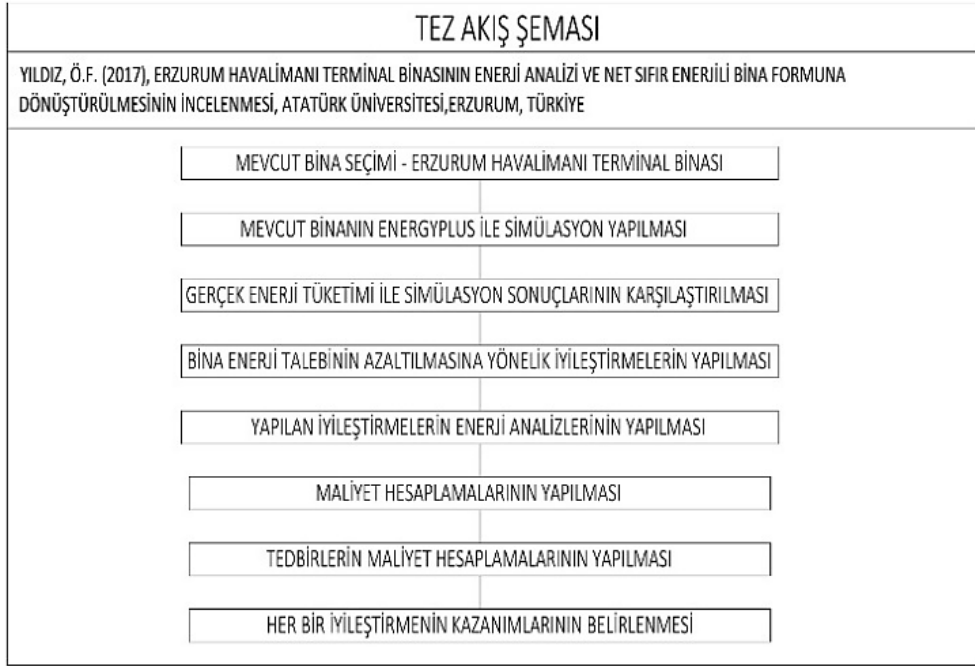 TEZ AKIŞ ŞEMASI
YILDIZ, Ö.F. (2017), ERZURUM HAVALİMANI TERMİNAL BİNASININ ENERJİ ANALİZİ VE NET SIFIR ENERJİLİ BİNA FORMUNA
DÖNÜŞTÜRÜLMESİNİN İNCELENMESİ, ATATÜRK ÜNİVERSİTESİ,ERZURUM, TÜRKİYE
MEVCUT BİNA SEÇİMİ - ERZURUM HAVALİMANI TERMİNAL BİNASI
MEVCUT BİNANIN ENERGYPLUS İLE SİMÜLASYON YAPILMASI
GERÇEK ENERJİ TÜKETİMİ İLE SİMÜLASYON SONUÇLARININ KARŞILAŞTIRILMASI
BİNA ENERJİ TALEBİNİN AZALTILMASINA YÖNELİK İYİLEŞTİRMELERİN YAPILMASI
YAPILAN İYİLEŞTİRMELERİN ENERJİ ANALİZLERİNİN YAPILMASI
MALİYET HESAPLAMALARININ YAPILMASI
TEDBİRLERİN MALİYET HESAPLAMALARININ YAPILMASI
HER BİR İYİLEŞTİRMENİN KAZANIMLARININ BELİRLENMESİ